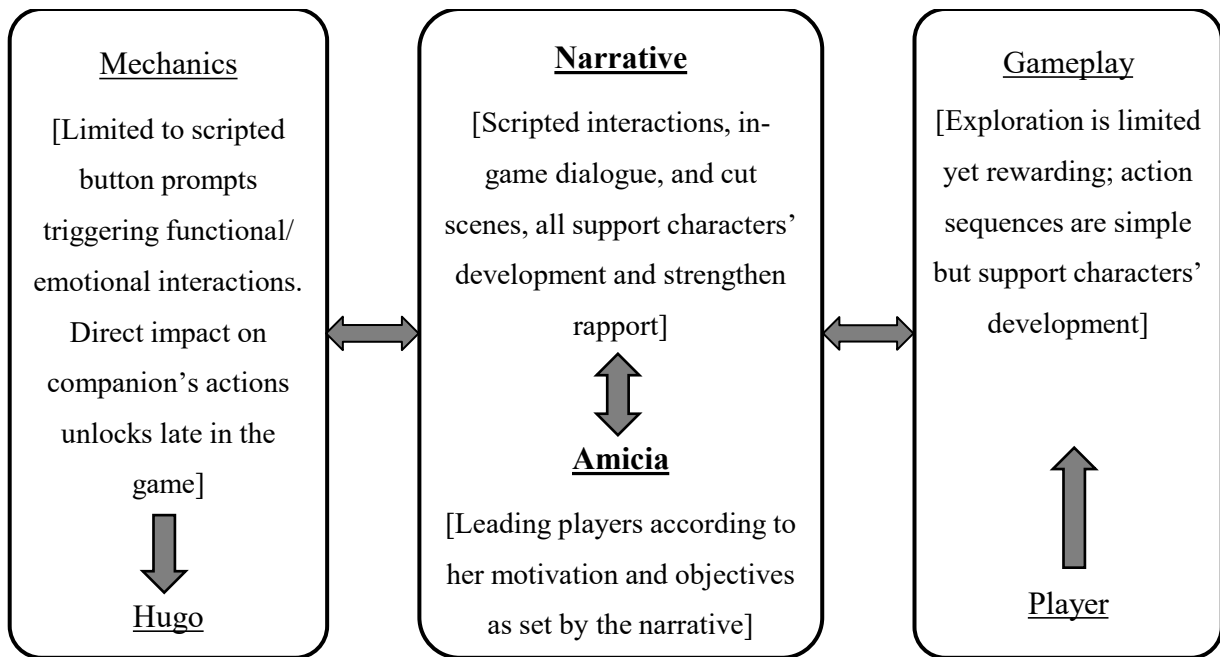 Mechanics
[Limited to scripted
button prompts
triggering functional/
emotional interactions.
Direct impact on
companion’s actions
unlocks late in the
game]
Hugo
Narrative
[Scripted interactions, in-
game dialogue, and cut
scenes, all support characters’
development and strengthen
rapport]
Amicia
[Leading players according to
her motivation and objectives
as set by the narrative]
Gameplay
[Exploration is limited
yet rewarding; action
sequences are simple
but support characters’
development]
Player